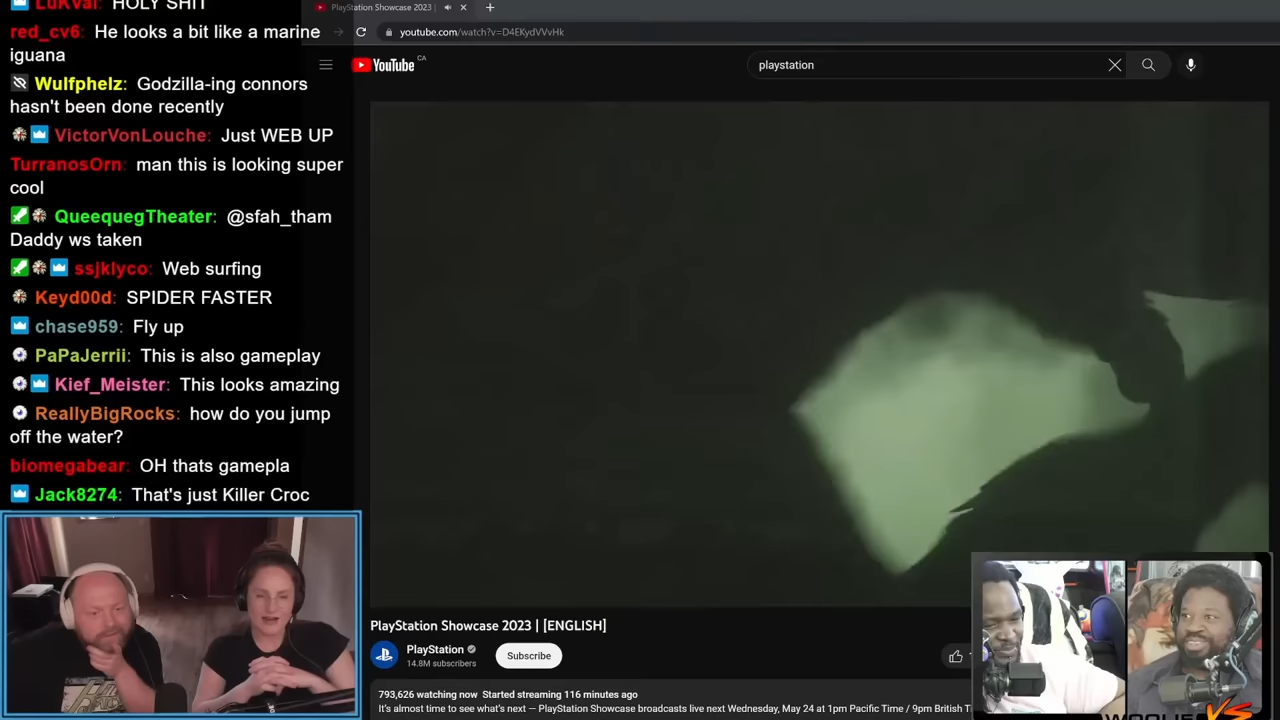 LuKval: HOLY SHIT
red_cv6: He looks a bit like a marine
iguana
Wulfphelz: Godzilla-ing connors
hasn't been done recently
VictorVonLouche: Just WEB UP
TurranosOrn: man this is looking super
cool
QueequegTheater: @sfah_tham
Daddy ws taken
ssjklyco: Web surfing
Keyd00d: SPIDER FASTER
chase959: Fly up
PaPaJerrii: This is also gameplay
Kief_Meister: This looks amazing
ReallyBigRocks: how do you jump
off the water?
biomegabear: OH thats gamepla
Jack8274: That's just Killer Croc
PlayStation Showcase 2023 |
youtube.com/watch?v=D4EKydVVvHk
YouTube CA
playstation
PlayStation Showcase 2023 | [ENGLISH]
PlayStation
14.8M subscribers
Subscribe
793,626 watching now Started streaming 116 minutes ago
It's almost time to see what's next — PlayStation Showcase broadcasts live next Wednesday, May 24 at 1pm Pacific Time / 9pm British T
WOOLIE VS